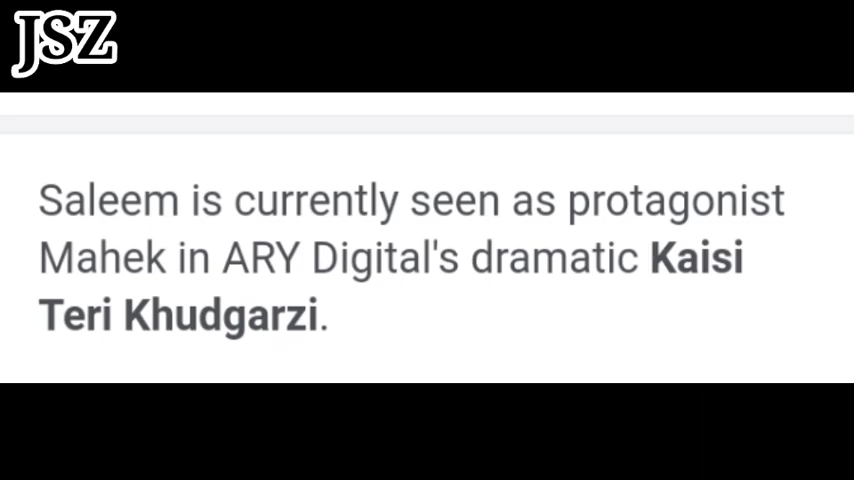 JSZ
Saleem is currently seen as protagonist
Mahek in ARY Digital's dramatic Kaisi
Teri Khudgarzi.